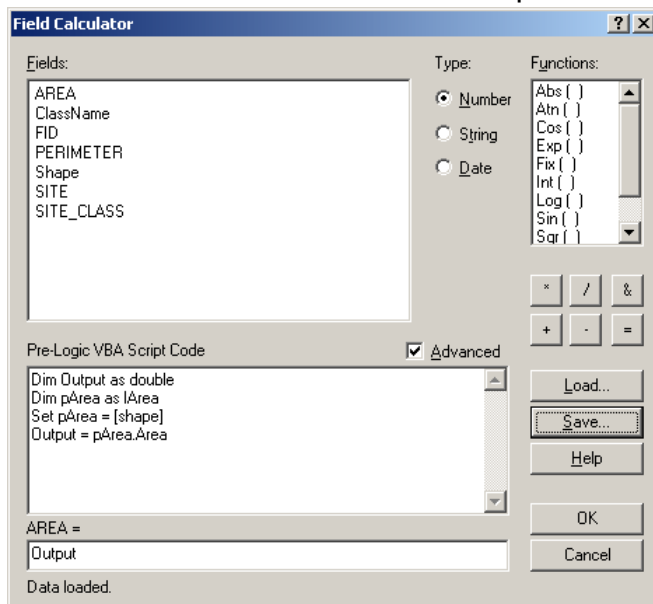 Field Calculator
Fields:
AREA
ClassName
FID
PERIMETER
Shape
SITE
SITE_CLASS
Type:
Number
String
Date
Functions:
Abs ( )
Atn ( )
Cos ( )
Exp ( )
Fix ( )
Int ( )
Log ( )
Sin ( )
Sqr ( )
* / &
+ - =
Pre-Logic VBA Script Code
Advanced
Dim Output as double
Dim pArea as IArea
Set pArea = [shape]
Output = pArea.Area
Load...
Save...
Help
AREA =
Output
OK
Cancel
Data loaded.